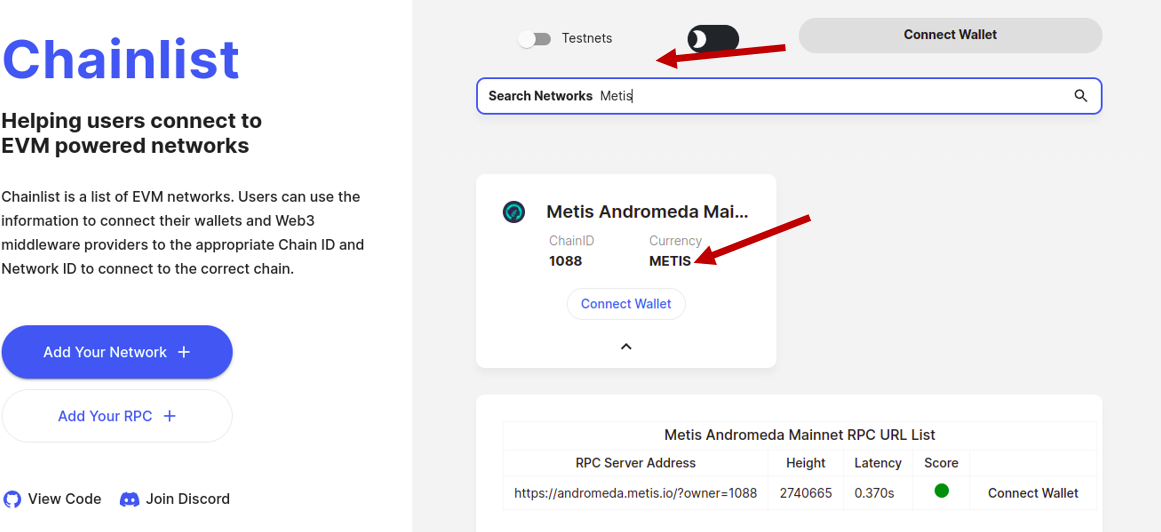 Chainlist
Helping users connect to
EVM powered networks
Chainlist is a list of EVM networks. Users can use the
information to connect their wallets and Web3
middleware providers to the appropriate Chain ID and
Network ID to connect to the correct chain.
Add Your Network +
Add Your RPC +
View Code Join Discord
Testnets
Connect Wallet
Search Networks Metis
Metis Andromeda Mai...
ChainID Currency
1088 METIS
Connect Wallet
Metis Andromeda Mainnet RPC URL List
RPC Server Address Height Latency Score
https://andromeda.metis.io/?owner=1088 2740665 0.370s Connect Wallet